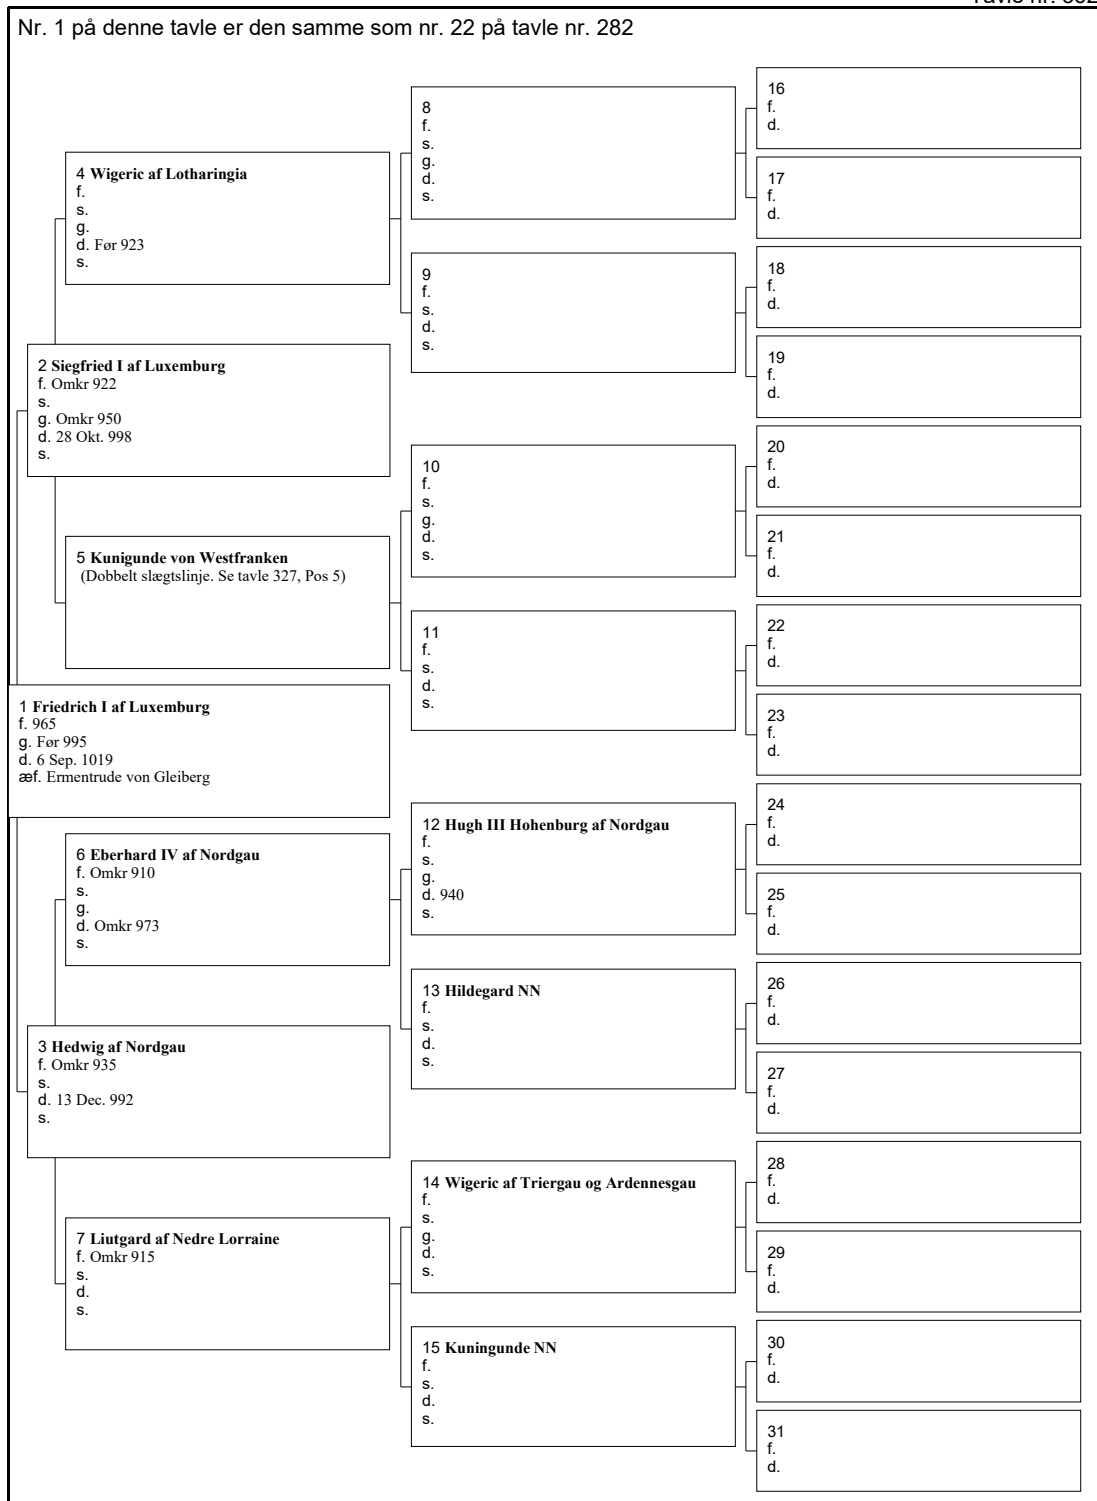 Nr. 1 på denne tavle er den samme som nr. 22 på tavle nr. 282
1 Friedrich I af Luxemburg
f. 965
g. Før 995
d. 6 Sep. 1019
æf. Ermentrude von Gleiberg
2 Siegfried I af Luxemburg
f. Omkr 922
s.
g. Omkr 950
d. 28 Okt. 998
s.
3 Hedwig af Nordgau
f. Omkr 935
s.
d. 13 Dec. 992
s.
4 Wigeric af Lotharingia
f.
s.
g.
d. Før 923
s.
5 Kunigunde von Westfranken
(Dobbelt slægtslinje. Se tavle 327, Pos 5)
6 Eberhard IV af Nordgau
f. Omkr 910
s.
g.
d. Omkr 973
s.
7 Liutgard af Nedre Lorraine
f. Omkr 915
s.
d.
s.
8
f.
s.
g.
d.
s.
9
f.
s.
d.
s.
10
f.
s.
g.
d.
s.
11
f.
s.
d.
s.
12 Hugh III Hohenburg af Nordgau
f.
s.
g.
d. 940
s.
13 Hildegard NN
f.
s.
d.
s.
14 Wigeric af Triergau og Ardennesgau
f.
s.
g.
d.
s.
15 Kuningunde NN
f.
s.
d.
s.
16
f.
d.
17
f.
d.
18
f.
d.
19
f.
d.
20
f.
d.
21
f.
d.
22
f.
d.
23
f.
d.
24
f.
d.
25
f.
d.
26
f.
d.
27
f.
d.
28
f.
d.
29
f.
d.
30
f.
d.
31
f.
d.